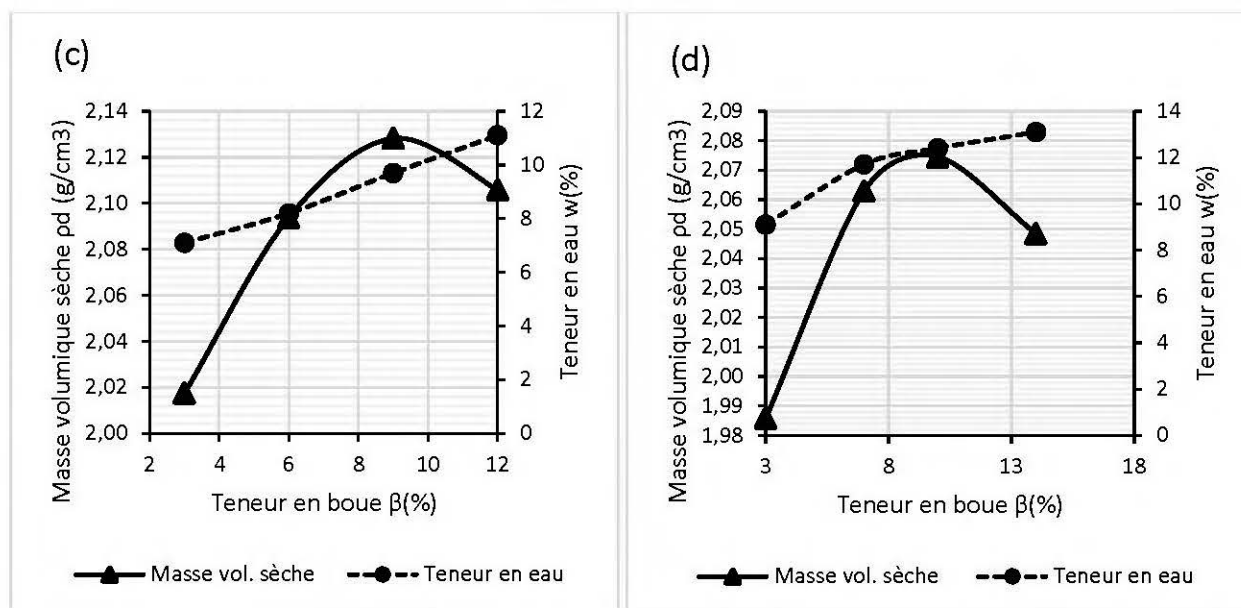 (c)
Masse volumique sèche pd (g/cm3)
2,14
2,12
2,10
2,08
2,06
2,04
2,02
2,00
12
10
8
6
4
2
0
Teneur en eau w(%)
2 4 6 8 10 12
Teneur en boue β(%)
Masse vol. sèche Teneur en eau
(d)
Masse volumique sèche pd (g/cm3)
2,09
2,08
2,07
2,06
2,05
2,04
2,03
2,02
2,01
2,00
1,99
1,98
14
12
10
8
6
4
2
0
Teneur en eau w(%)
3 8 13 18
Teneur en boue β(%)
Masse vol. sèche Teneur en eau